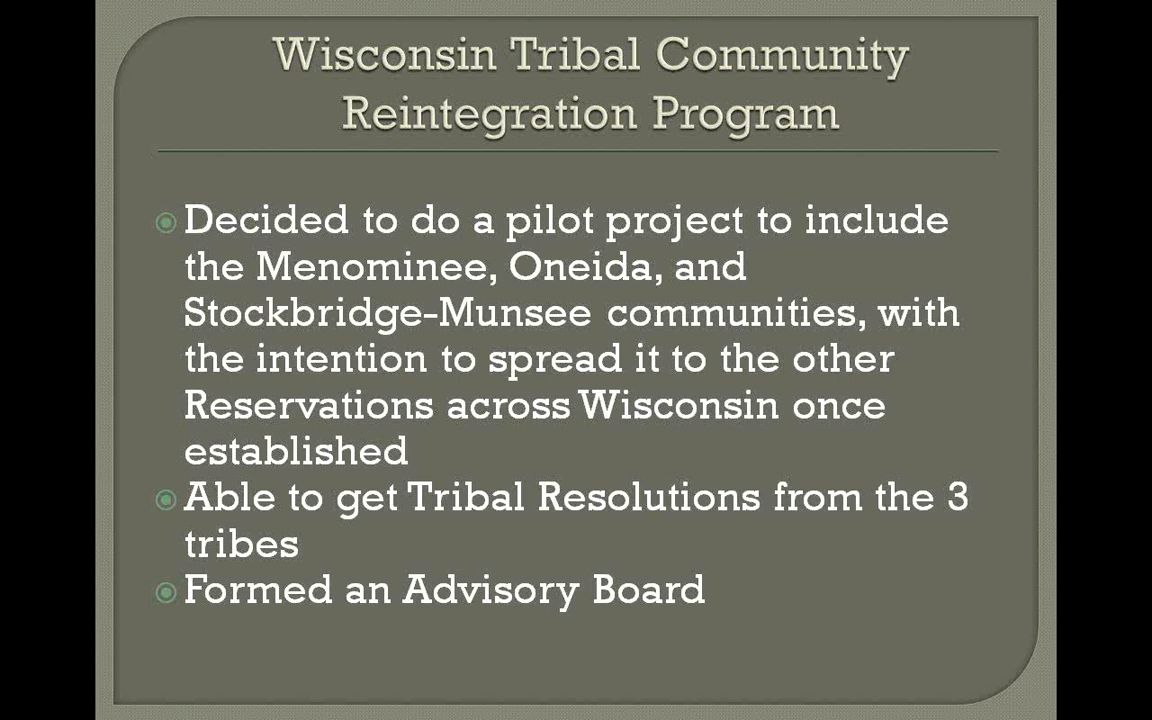 Wisconsin Tribal Community
Reintegration Program
Decided to do a pilot project to include
the Menominee, Oneida, and
Stockbridge-Munsee communities, with
the intention to spread it to the other
Reservations across Wisconsin once
established
Able to get Tribal Resolutions from the 3
tribes
Formed an Advisory Board